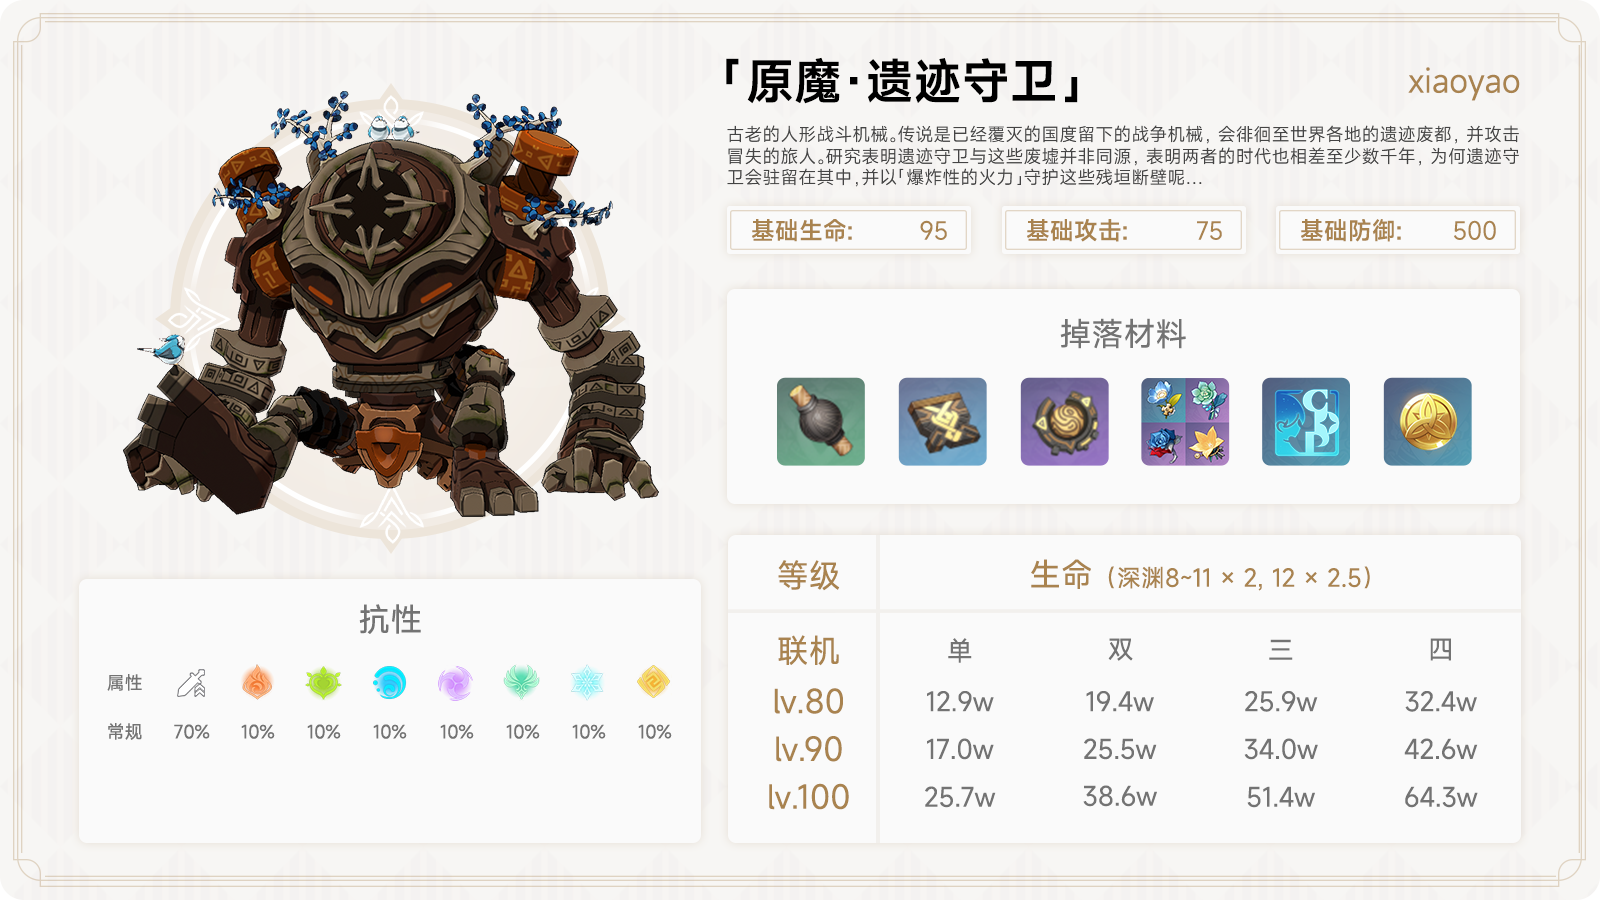 「原魔·遗迹守卫」
xiaoyao
古老的人形战斗机械。传说是已经覆灭的国度留下的战争机械, 会徘徊至世界各地的遗迹废都, 并攻击
冒失的旅人。研究表明遗迹守卫与这些废墟并非同源, 表明两者的时代也相差至少数千年, 为何遗迹守
卫会驻留在其中,并以「爆炸性的火力」守护这些残垣断壁呢...
基础生命: 95
基础攻击: 75
基础防御: 500
掉落材料
等级 生命 (深渊8~11 × 2, 12 × 2.5)
联机 单 双 三 四
lv.80 12.9w 19.4w 25.9w 32.4w
lv.90 17.0w 25.5w 34.0w 42.6w
lv.100 25.7w 38.6w 51.4w 64.3w
抗性
属性
常规 70% 10% 10% 10% 10% 10% 10% 10%